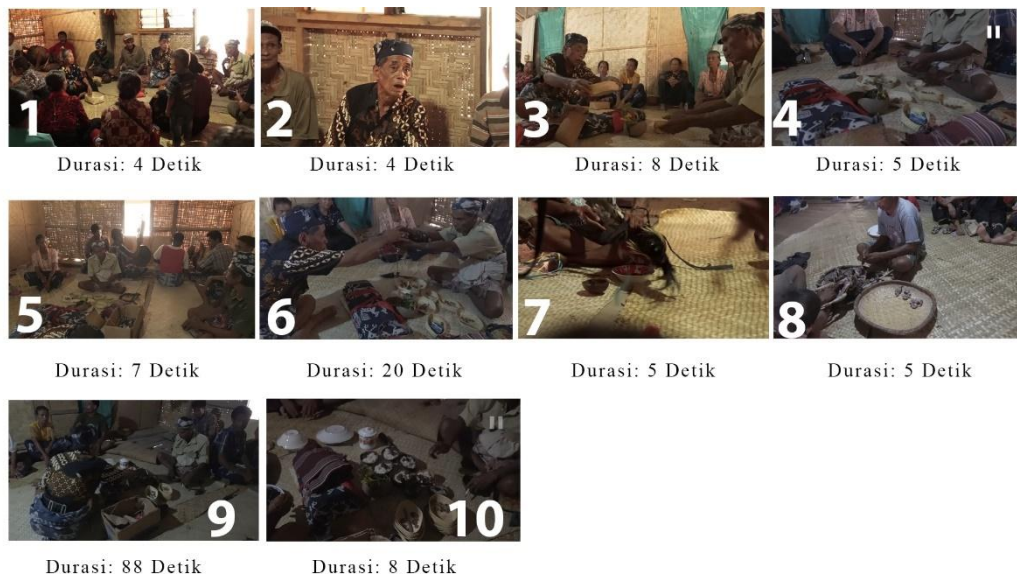 1 2 3 4
Durasi: 4 Detik Durasi: 4 Detik Durasi: 8 Detik Durasi: 5 Detik
5 6 7 8
Durasi: 7 Detik Durasi: 20 Detik Durasi: 5 Detik Durasi: 5 Detik
9 10
Durasi: 88 Detik Durasi: 8 Detik